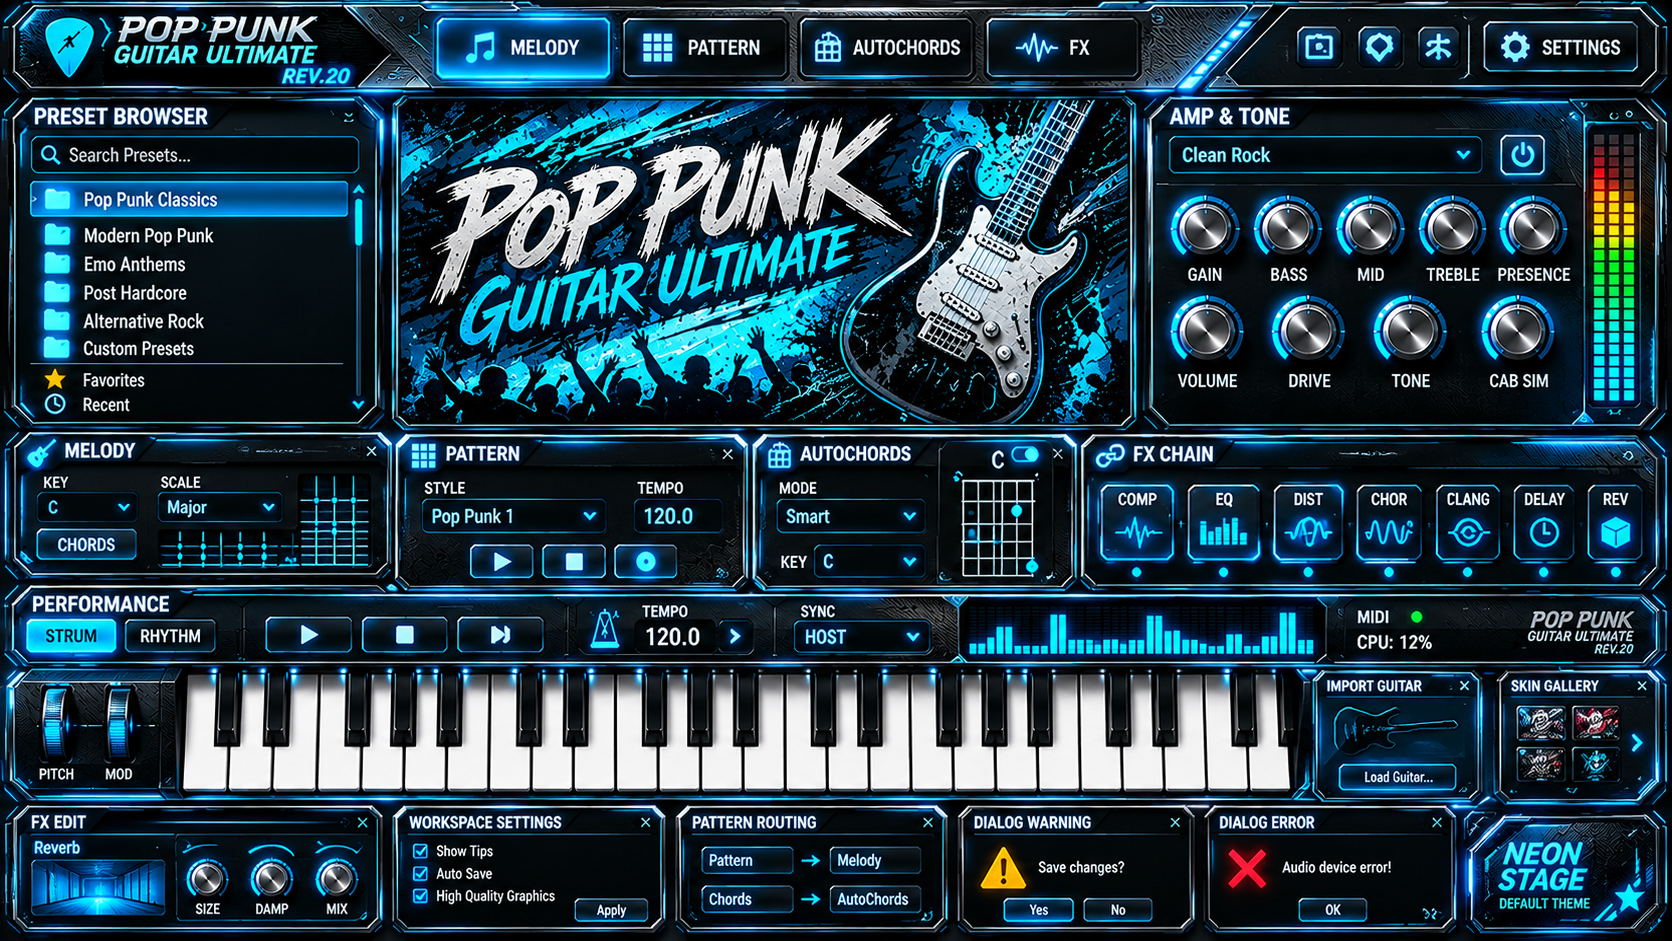 POP PUNK
GUITAR ULTIMATE
REV.20
MELODY
PATTERN
AUTOCHORDS
FX
SETTINGS
PRESET BROWSER
Search Presets...
Pop Punk Classics
Modern Pop Punk
Emo Anthems
Post Hardcore
Alternative Rock
Custom Presets
Favorites
Recent
POP PUNK
GUITAR ULTIMATE
AMP & TONE
Clean Rock
GAIN
BASS
MID
TREBLE
PRESENCE
VOLUME
DRIVE
TONE
CAB SIM
MELODY
KEY
SCALE
C
Major
CHORDS
PATTERN
STYLE
TEMPO
Pop Punk 1
120.0
AUTOCHORDS
C
MODE
Smart
KEY
C
FX CHAIN
COMP
EQ
DIST
CHOR
CLANG
DELAY
REV
PERFORMANCE
STRUM
RHYTHM
TEMPO
120.0
SYNC
HOST
MIDI
CPU: 12%
POP PUNK
GUITAR ULTIMATE
REV.20
PITCH
MOD
IMPORT GUITAR
Load Guitar...
SKIN GALLERY
FX EDIT
Reverb
SIZE
DAMP
MIX
WORKSPACE SETTINGS
Show Tips
Auto Save
High Quality Graphics
Apply
PATTERN ROUTING
Pattern
Melody
Chords
AutoChords
DIALOG WARNING
Save changes?
Yes
No
DIALOG ERROR
Audio device error!
OK
NEON
STAGE
DEFAULT THEME